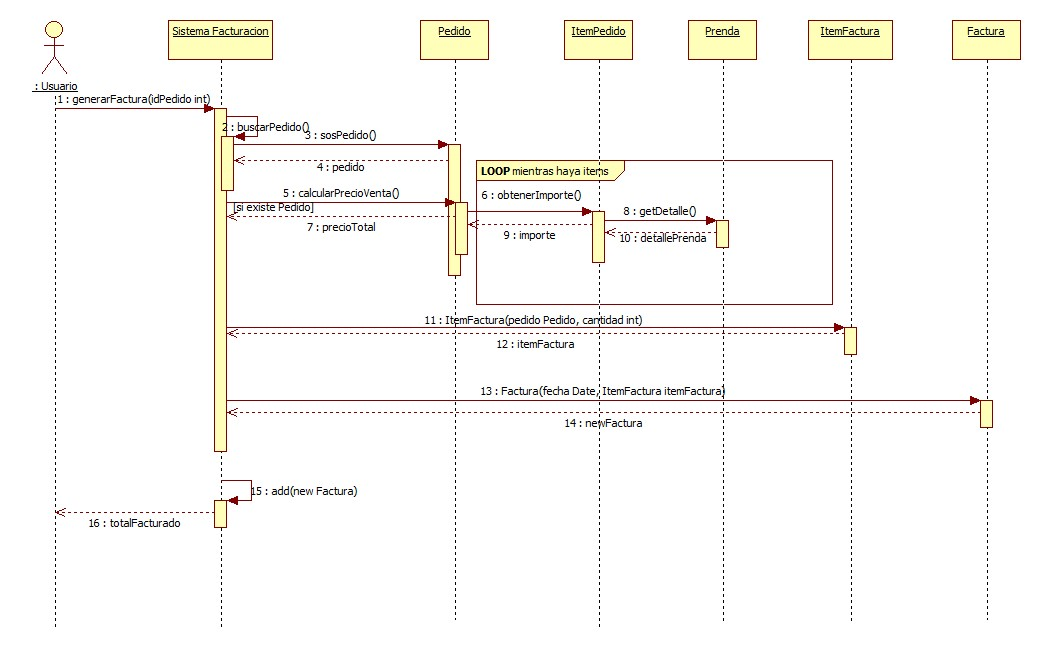 Sistema Facturacion
Pedido
ItemPedido
Prenda
ItemFactura
Factura
: Usuario
1 : generarFactura(idPedido int)
2 : buscarPedido()
3 : sosPedido()
4 : pedido
LOOP mientras haya items
5 : calcularPrecioVenta()
[si existe Pedido]
6 : obtenerImporte()
7 : precioTotal
8 : getDetalle()
9 : importe
10 : detallePrenda
11 : ItemFactura(pedido Pedido, cantidad int)
12 : itemFactura
13 : Factura(fecha Date, ItemFactura itemFactura)
14 : newFactura
15 : add(new Factura)
16 : totalFacturado